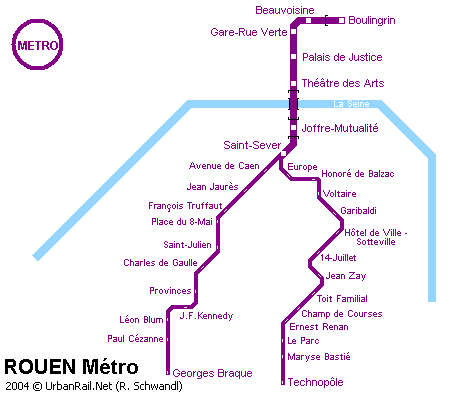 METRO
Beauvoisine
Boulingrin
Gare-Rue Verte
Palais de Justice
Théâtre des Arts
La Seine
Joffre-Mutualité
Saint-Sever
Avenue de Caen
Europe
Honoré de Balzac
Jean Jaurès
Voltaire
François Truffaut
Garibaldi
Place du 8-Mai
Hôtel de Ville -
Sotteville
Saint-Julien
14-Juillet
Charles de Gaulle
Jean Zay
Provinces
Toit Familial
J.F.Kennedy
Champ de Courses
Léon Blum
Ernest Renan
Paul Cézanne
Le Parc
Maryse Bastié
Georges Braque
Technopôle
ROUEN Métro
2004 © UrbanRail.Net (R. Schwandl)